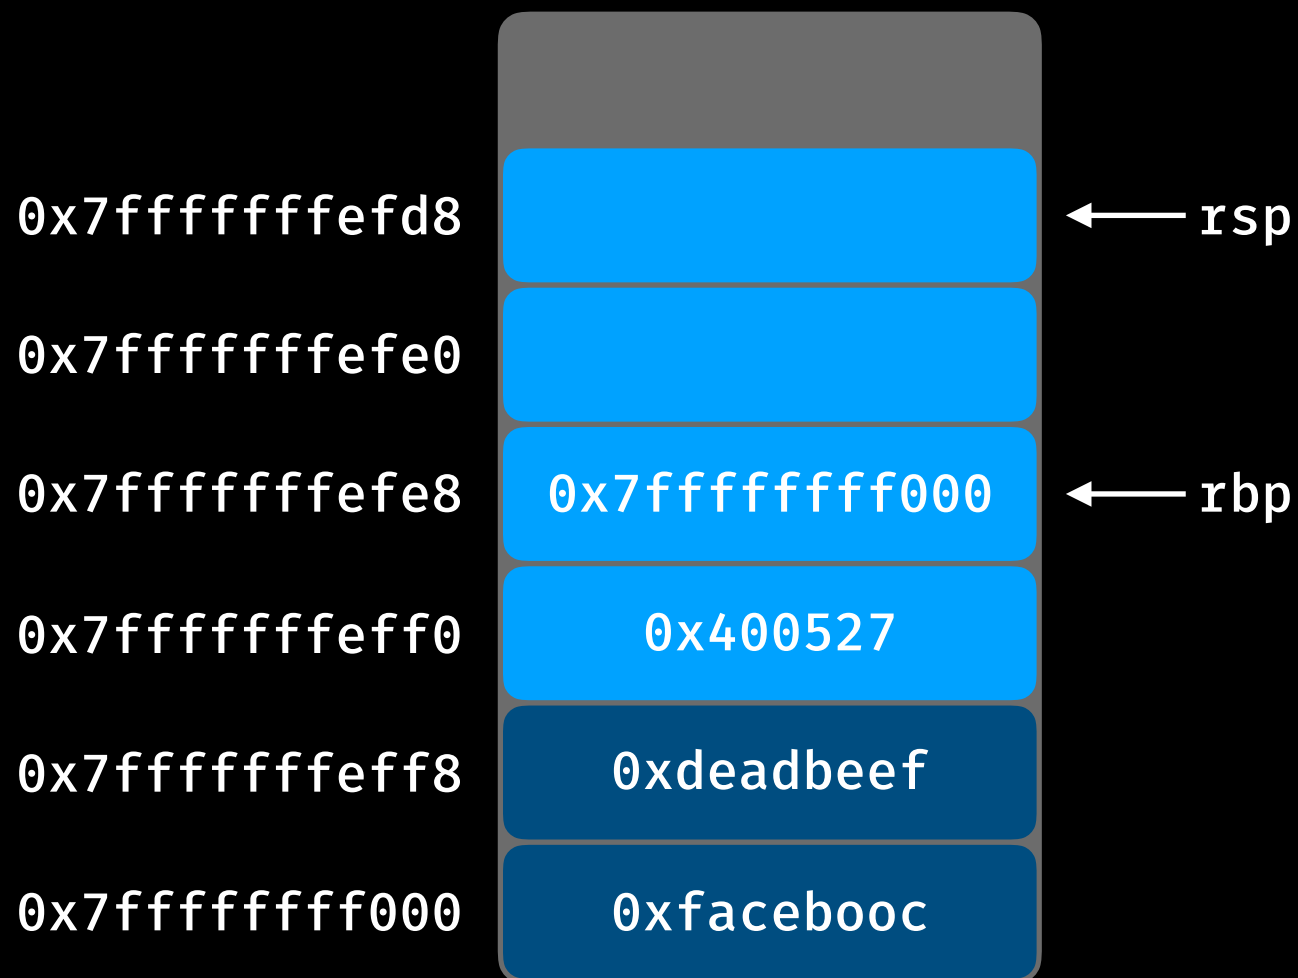 0x7fffffffefd8 rsp
0x7fffffffefe0
0x7fffffffefe8 0x7ffffffff000 rbp
0x7fffffffeff0 0x400527
0x7fffffffeff8 0xdeadbeef
0x7ffffffff000 0xfacebooc